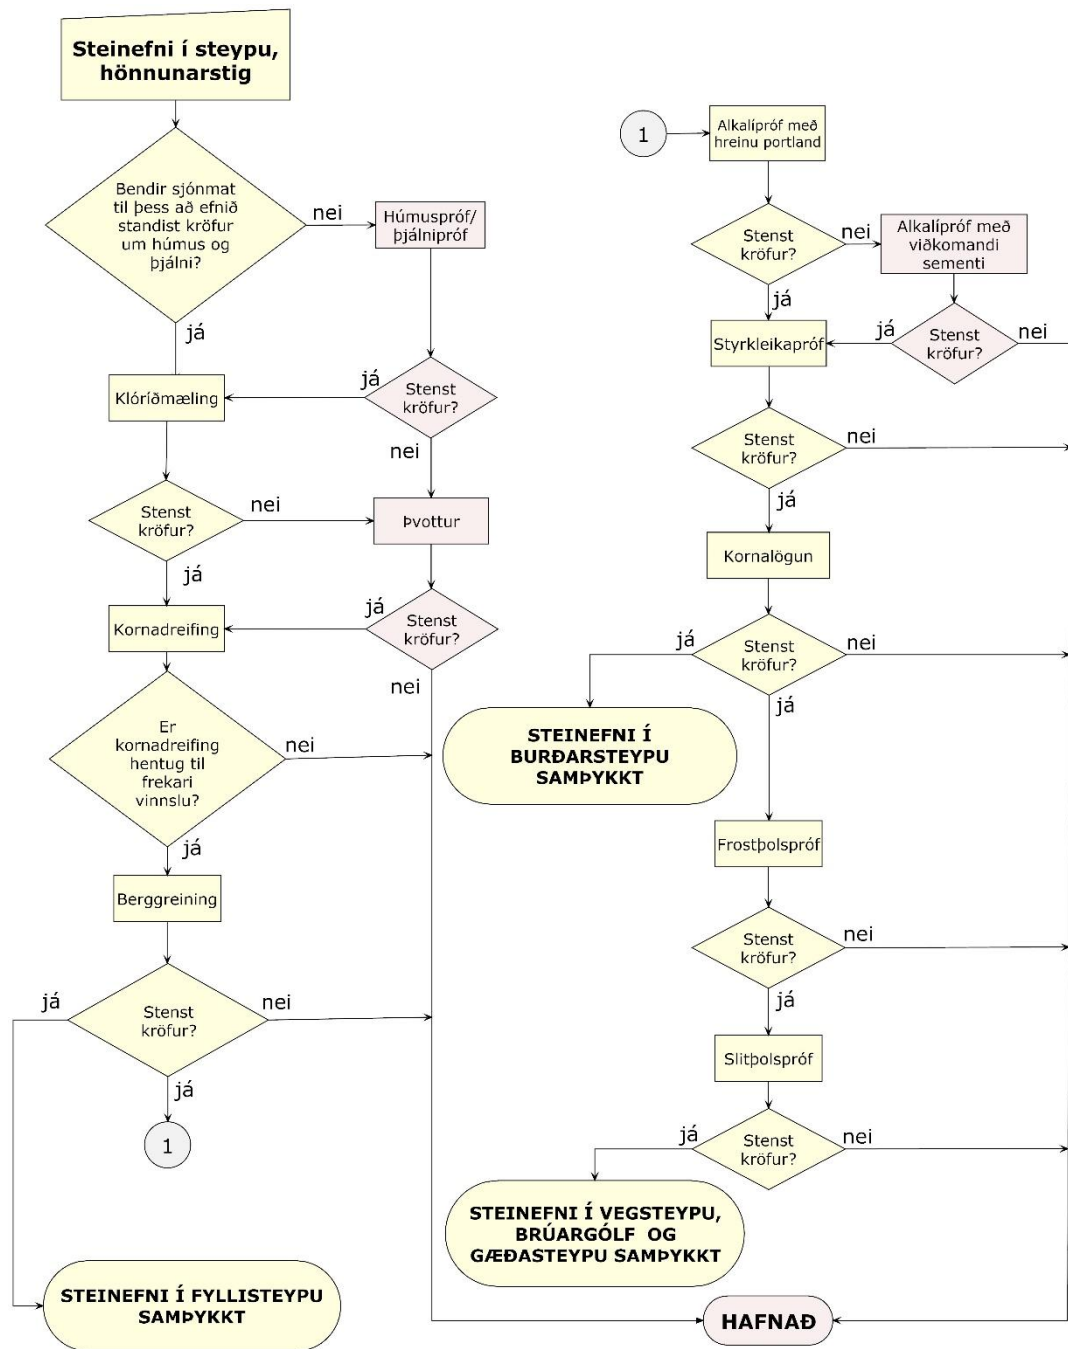 Steinefni í steypu,
hönnunarstig
Bendir sjónmat
til þess að efnið
standist kröfur
um húmus og
þjálni?
nei
já
Húmuspróf/
þjálnipróf
Klóríðmæling
já
Stenst
kröfur?
nei
Stenst
kröfur?
nei
já
Þvottur
Kornadreifing
já
Stenst
kröfur?
nei
Er
kornadreifing
hentug til
frekari
vinnslu?
nei
já
Berggreining
já
Stenst
kröfur?
nei
já
1
STEINEFNI Í FYLLISTEYPU
SAMÞYKKT
1
Alkalípróf með
hreinu portland
Stenst
kröfur?
nei
já
Alkalípróf með
viðkomandi
sementi
Styrkleikapróf
já
Stenst
kröfur?
nei
Stenst
kröfur?
nei
já
Kornalögun
já
Stenst
kröfur?
nei
já
STEINEFNI Í
BURÐARSTEYPU
SAMÞYKKT
Frostþolspróf
Stenst
kröfur?
nei
já
Slitþolspróf
já
Stenst
kröfur?
nei
STEINEFNI Í VEGSTEYPU,
BRÚARGÓLF OG
GÆÐASTEYPU SAMÞYKKT
HAFNAÐ